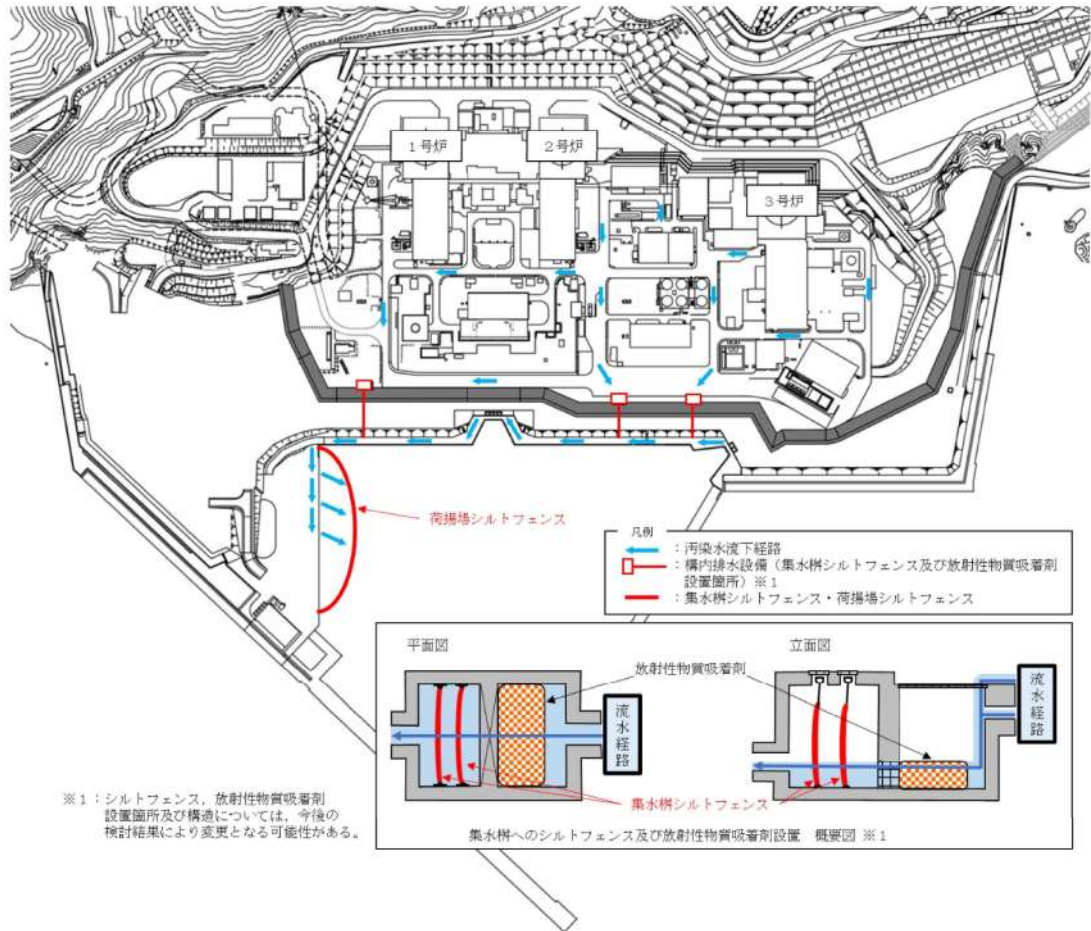 １号炉
２号炉
３号炉
荷揚場シルトフェンス
凡例
：汚染水流下経路
：構内排水設備（集水桝シルトフェンス及び放射性物質吸着剤
設置箇所）※１
：集水桝シルトフェンス・荷揚場シルトフェンス
平面図
立面図
放射性物質吸着剤
流水経路
流水経路
集水桝シルトフェンス
集水桝へのシルトフェンス及び放射性物質吸着剤設置　概要図 ※１
※１：シルトフェンス，放射性物質吸着剤
設置箇所及び構造については，今後の
検討結果により変更となる可能性がある。